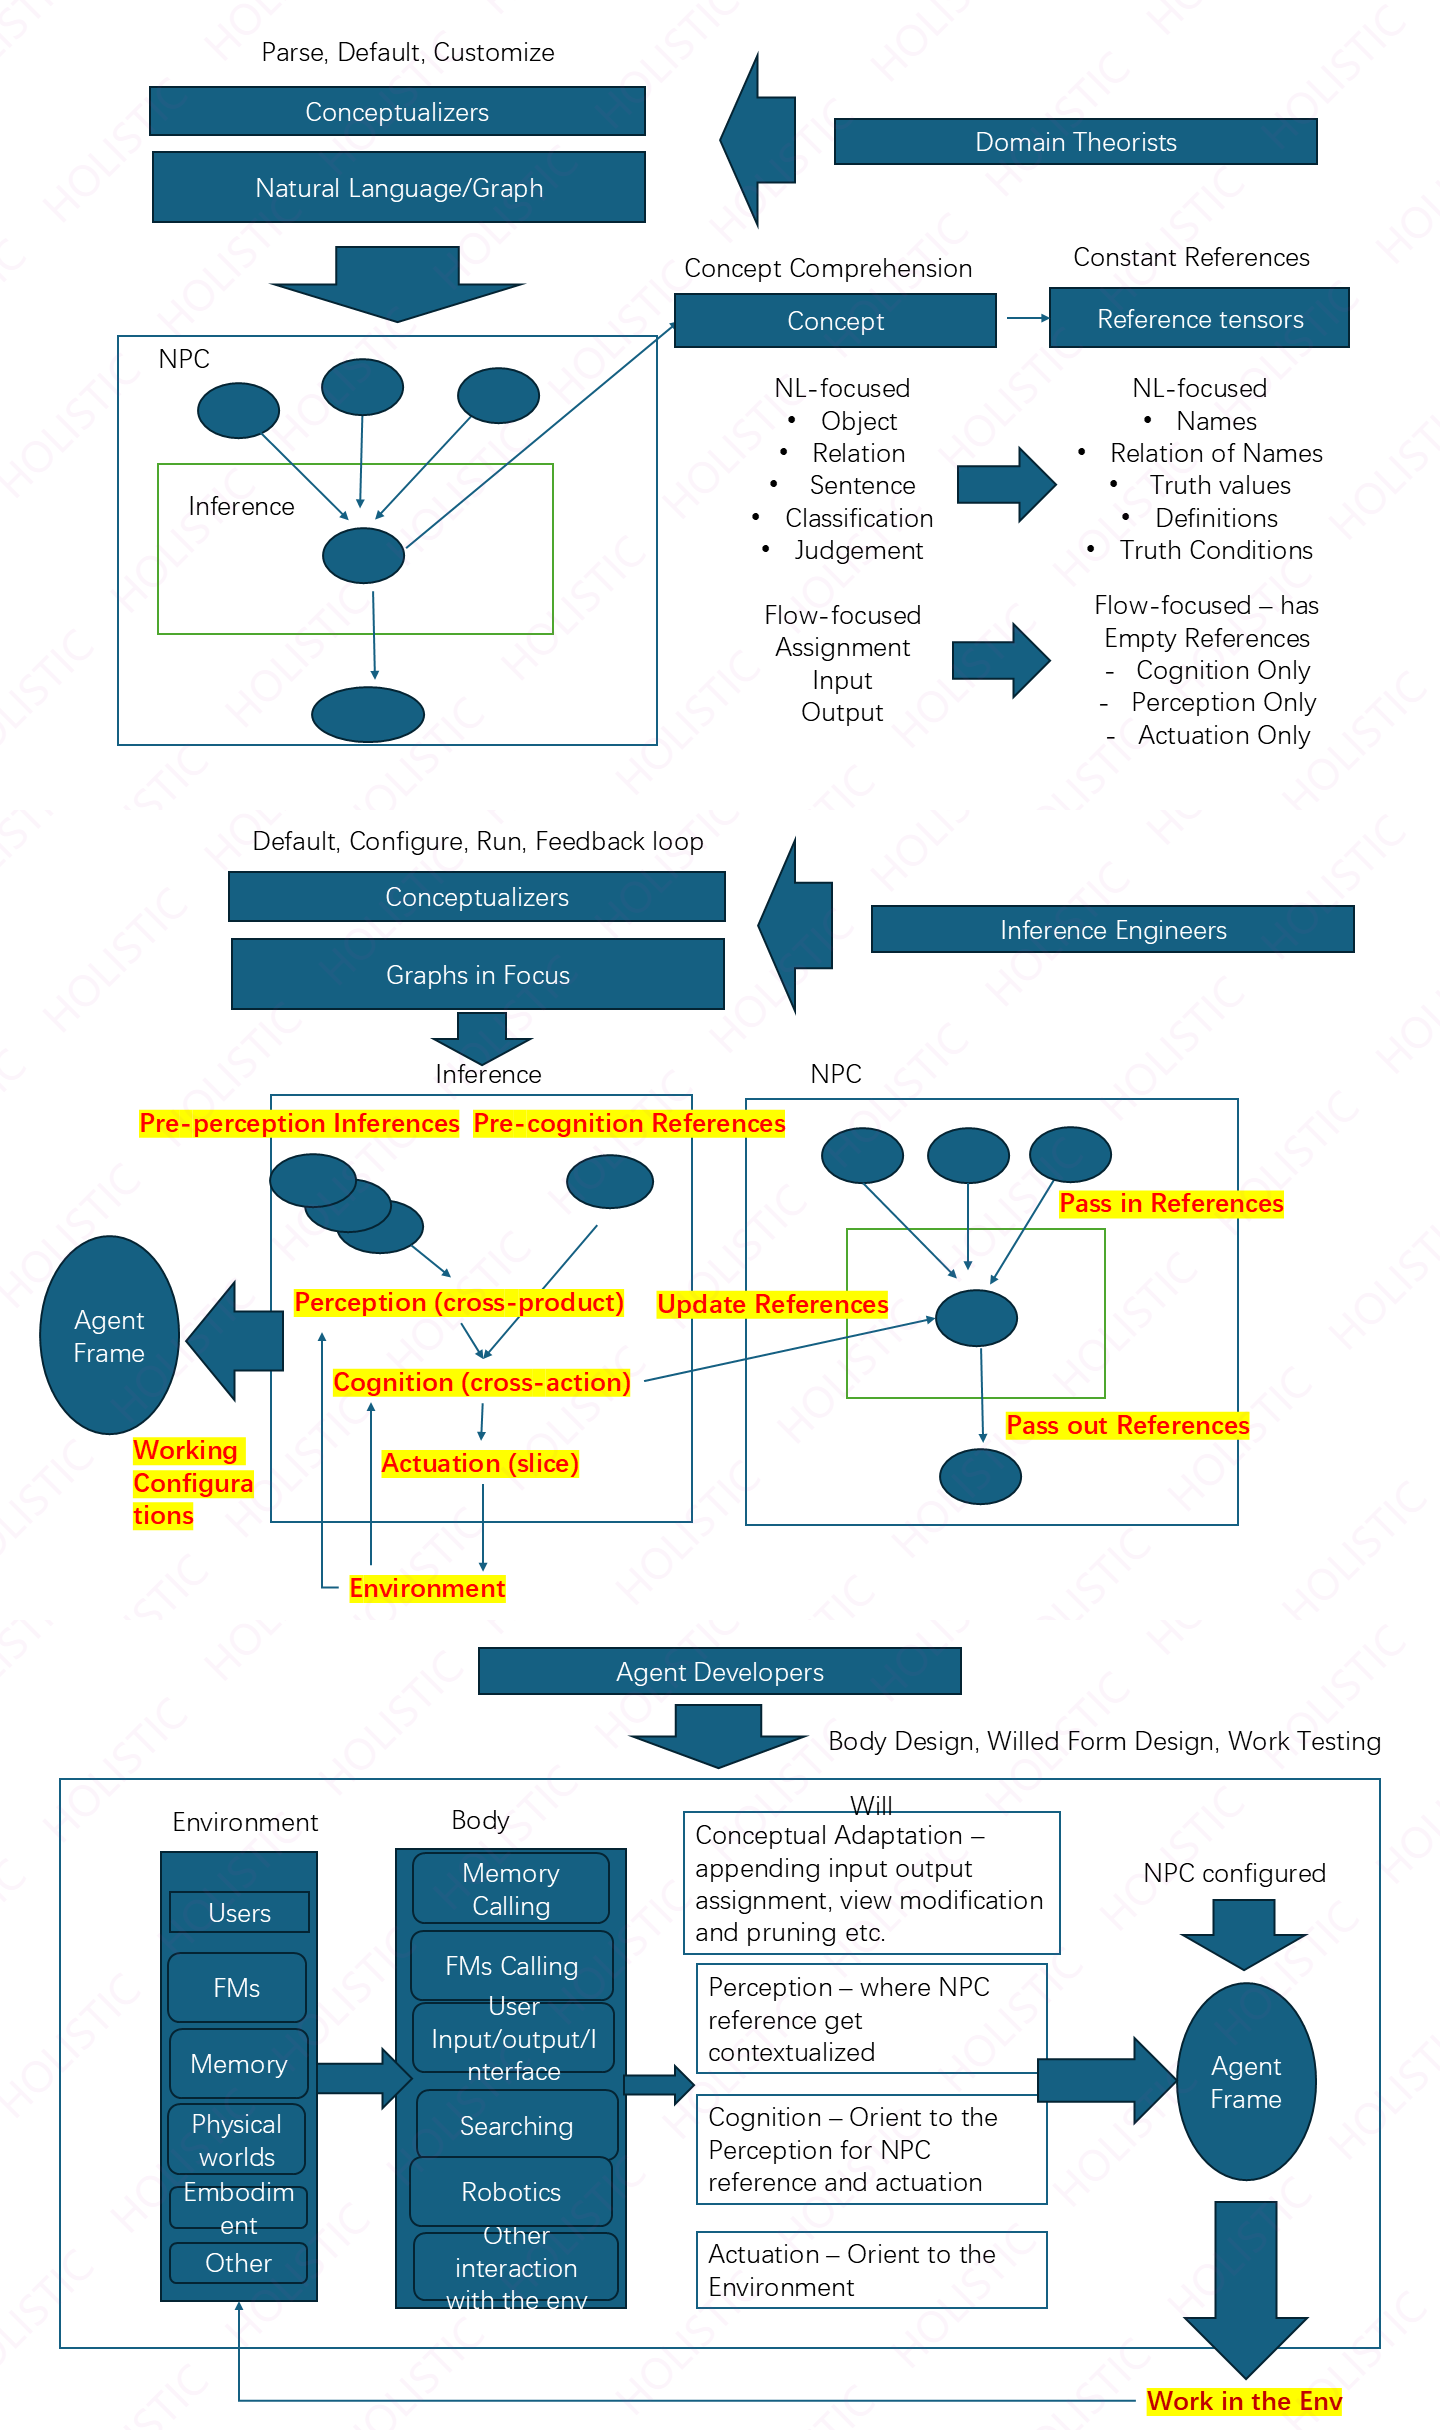 Parse, Default, Customize
Conceptualizers
Natural Language/Graph
Domain Theorists
NPC
Inference
Concept Comprehension
Concept
NL-focused
• Object
• Relation
• Sentence
• Classification
• Judgement
Flow-focused
Assignment
Input
Output
Constant References
Reference tensors
NL-focused
• Names
• Relation of Names
• Truth values
• Definitions
• Truth Conditions
Flow-focused – has
Empty References
- Cognition Only
- Perception Only
- Actuation Only
Default, Configure, Run, Feedback loop
Conceptualizers
Graphs in Focus
Inference Engineers
Inference
Pre-perception Inferences
Pre-cognition References
Perception (cross-product)
Cognition (cross-action)
Actuation (slice)
Environment
Agent
Frame
Working
Configura
tions
NPC
Pass in References
Update References
Pass out References
Agent Developers
Body Design, Willed Form Design, Work Testing
Environment
Users
FMs
Memory
Physical
worlds
Embodim
ent
Other
Body
Memory
Calling
FMs Calling
User
Input/output/I
nterface
Searching
Robotics
Other
interaction
with the env
Will
Conceptual Adaptation –
appending input output
assignment, view modification
and pruning etc.
Perception – where NPC
reference get
contextualized
Cognition – Orient to the
Perception for NPC
reference and actuation
Actuation – Orient to the
Environment
NPC configured
Agent
Frame
Work in the Env
HOLISTIC